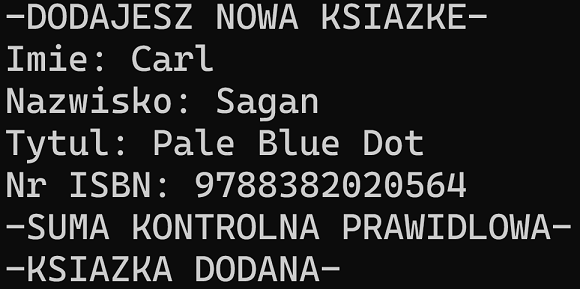 -DODAJESZ NOWA KSIAZKE-
Imie: Carl
Nazwisko: Sagan
Tytul: Pale Blue Dot
Nr ISBN: 9788382020564
-SUMA KONTROLNA PRAWIDLOWA-
-KSIAZKA DODANA-